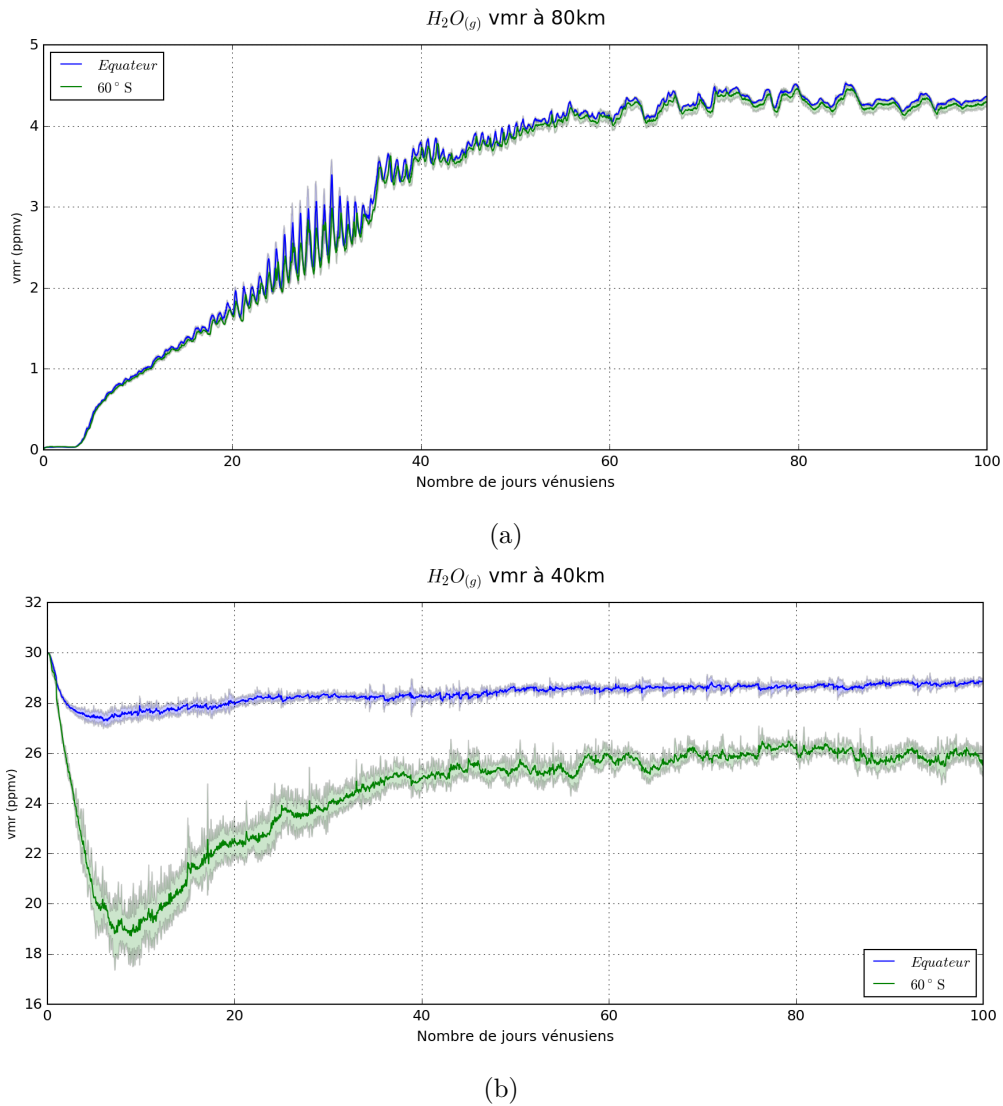 H₂O₍g₎ vmr à 80km
5
4
3
2
1
0
vmr (ppmv)
Equateur
60° S
0 20 40 60 80 100
Nombre de jours vénusiens
(a)
H₂O₍g₎ vmr à 40km
32
30
28
26
24
22
20
18
16
vmr (ppmv)
Equateur
60° S
0 20 40 60 80 100
Nombre de jours vénusiens
(b)